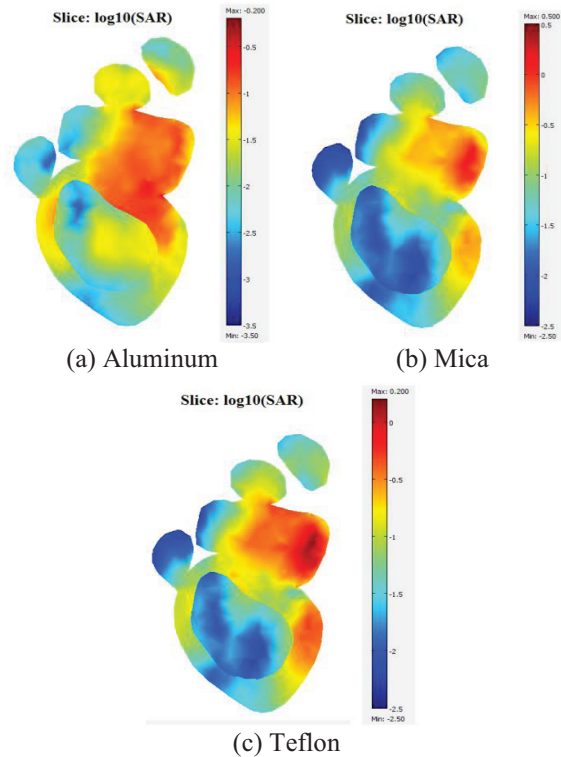 Slice: log10(SAR)
Max: -0.200
-0.5
-1
-1.5
-2
-2.5
-3
-3.5
Min: -3.50
(a) Aluminum
Slice: log10(SAR)
Max: 0.500
0.5
0
-0.5
-1
-1.5
-2
-2.5
Min: -2.50
(b) Mica
Slice: log10(SAR)
Max: 0.200
0
-0.5
-1
-1.5
-2
-2.5
Min: -2.50
(c) Teflon